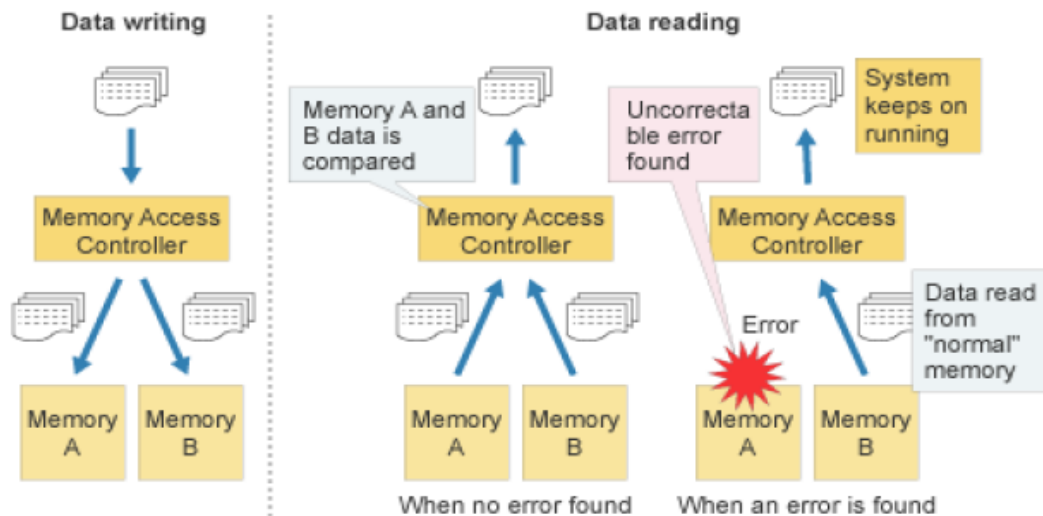 Data writing
Memory Access
Controller
Memory
A
Memory
B
Data reading
Memory A and
B data is
compared
Memory Access
Controller
Memory
A
Memory
B
When no error found
Uncorrecta
ble error
found
System
keeps on
running
Memory Access
Controller
Error
Data read
from
"normal"
memory
Memory
A
Memory
B
When an error is found